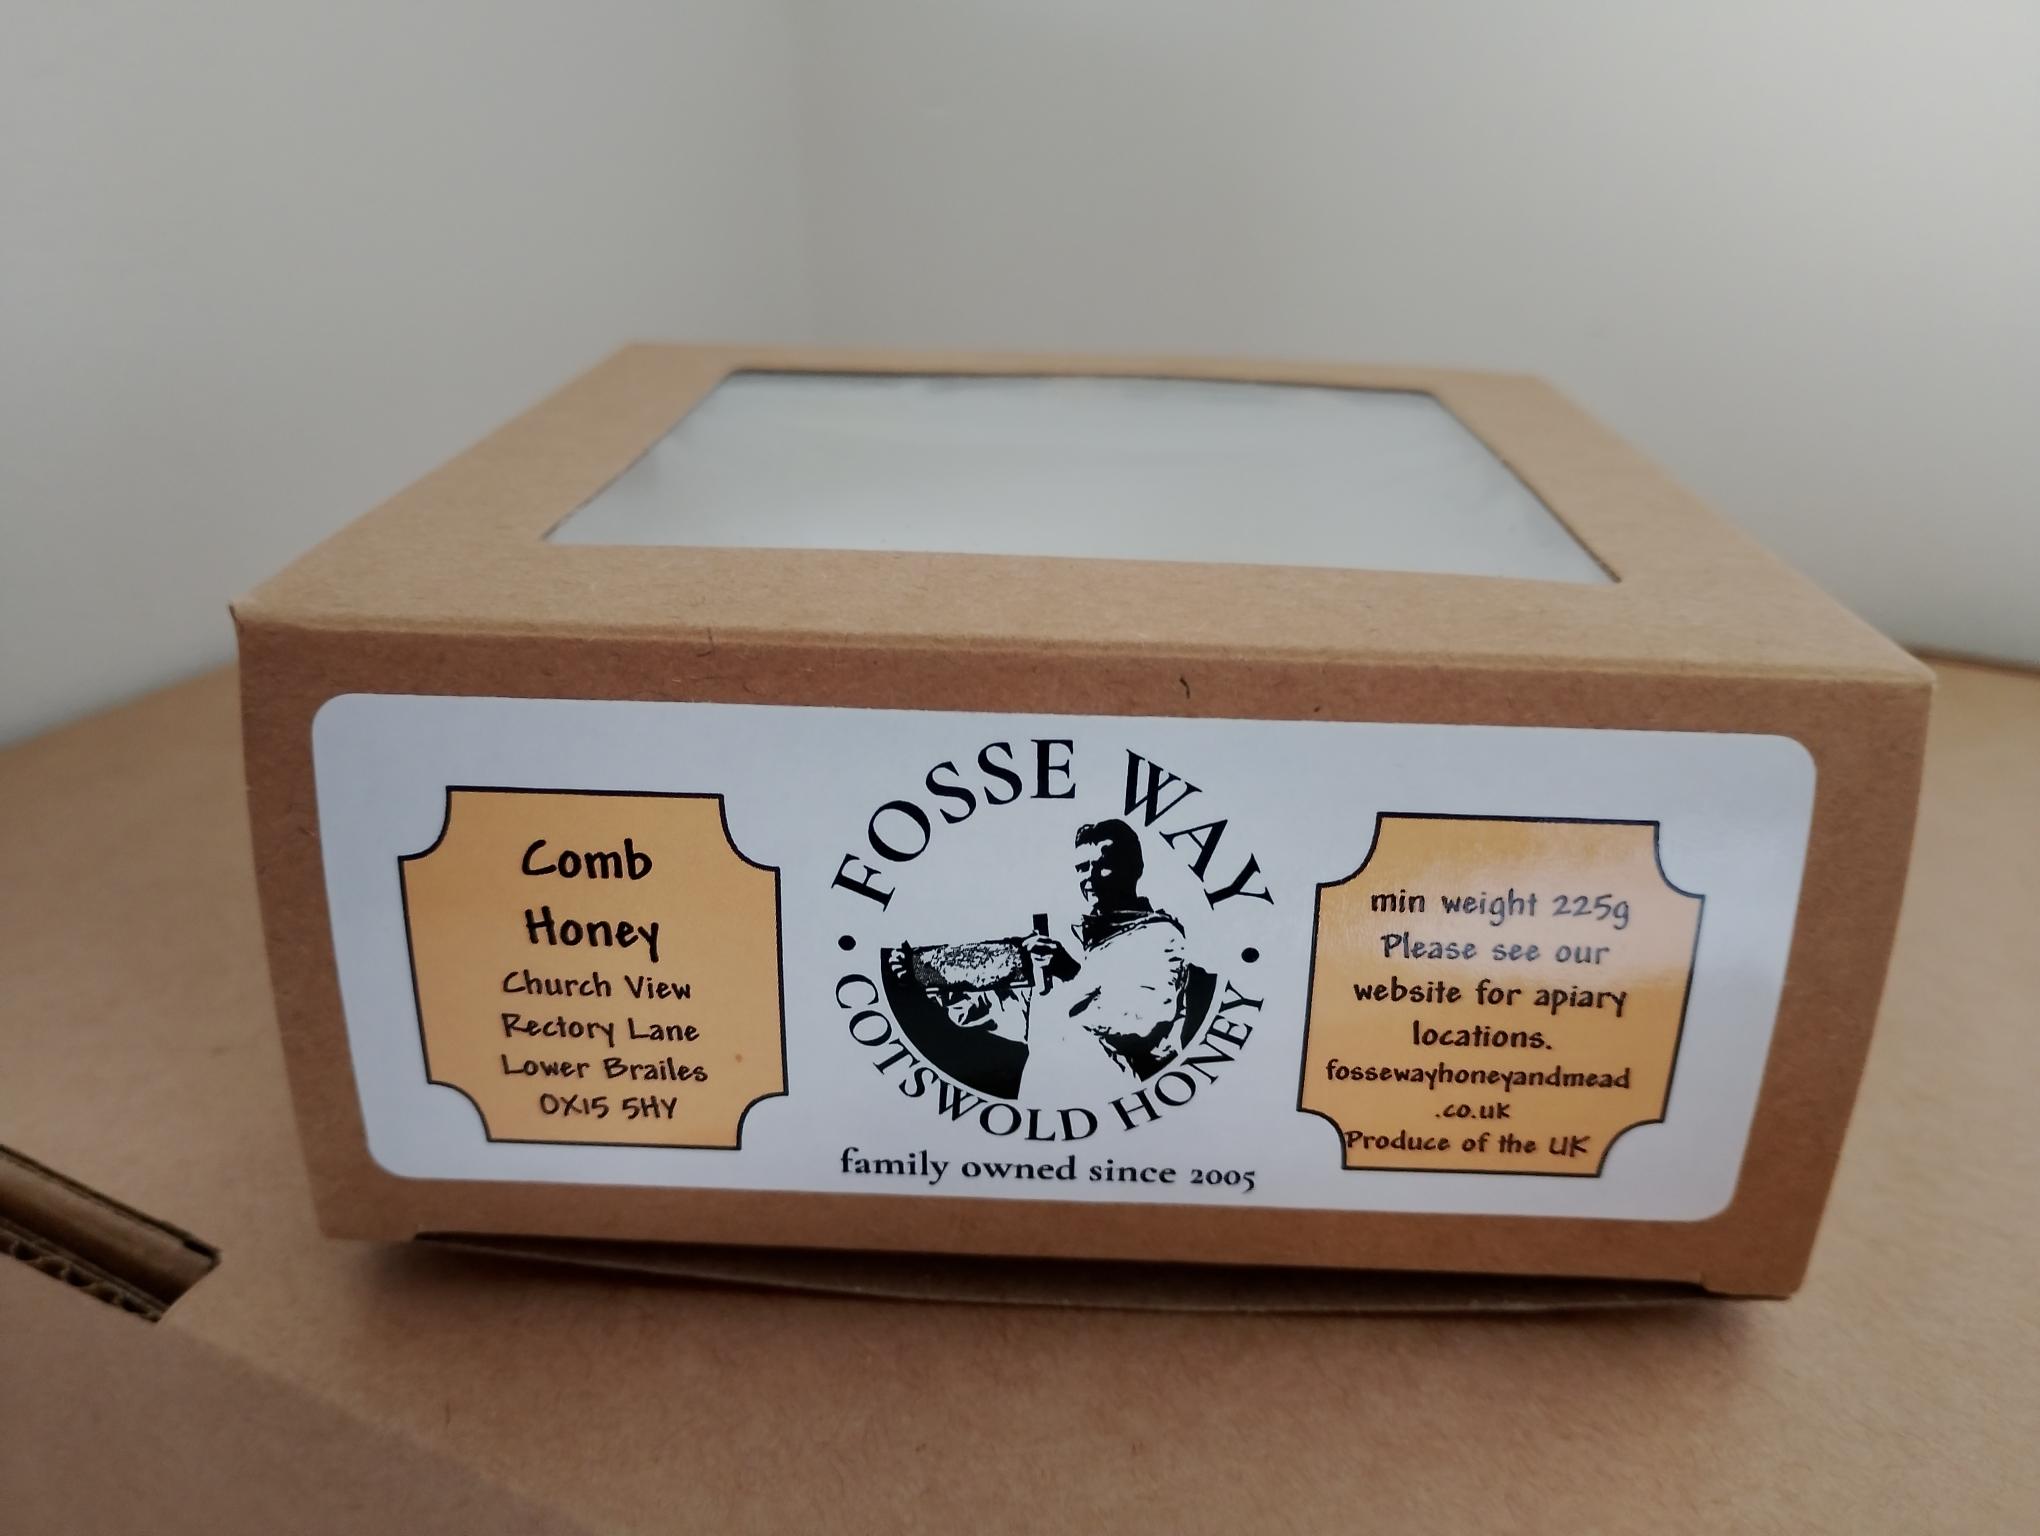 Comb
Honey
Church View
Rectory Lane
Lower Brailes
OX15 5HY
FOSSE WAY
• COTSWOLD HONEY •
family owned since 2005
min weight 225g
Please see our
website for apiary
locations.
fossewayhoneyandmead
.co.uk
Produce of the UK